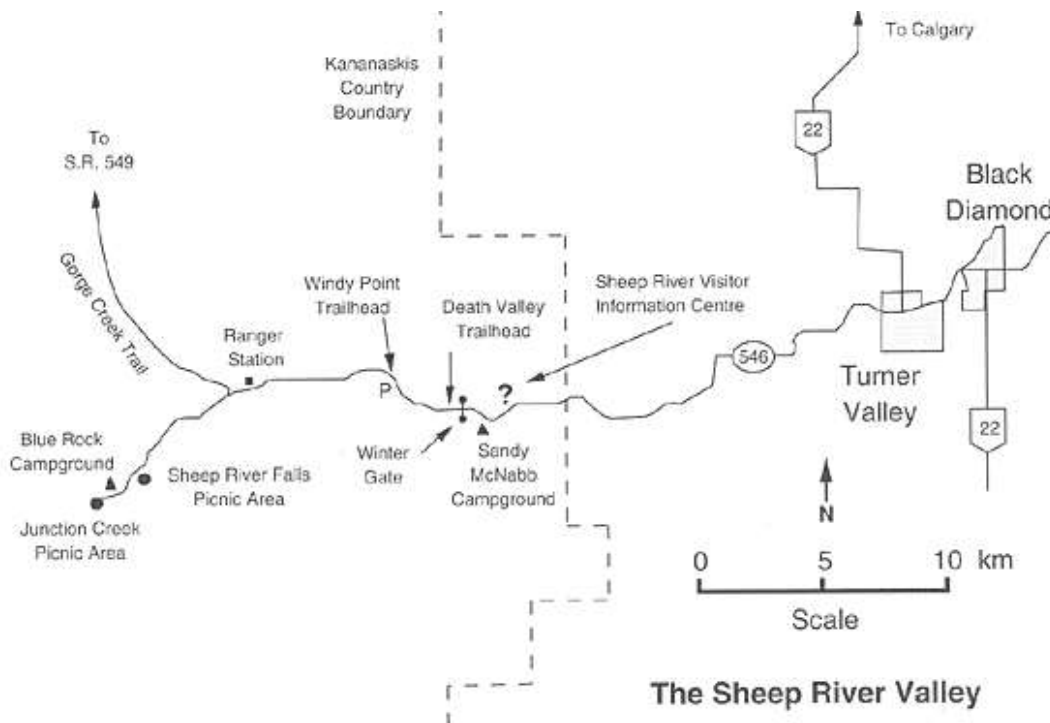 To Calgary
Kananaskis
Country
Boundary
22
To
S.R. 549
Black
Diamond
Gorge Creek Trail
Windy Point
Trailhead
Death Valley
Trailhead
Sheep River Visitor
Information Centre
Ranger
Station
P
?
546
Turner
Valley
22
Blue Rock
Campground
Sheep River Falls
Picnic Area
Winter
Gate
Sandy
McNabb
Campground
Junction Creek
Picnic Area
N
0 5 10 km
Scale
The Sheep River Valley